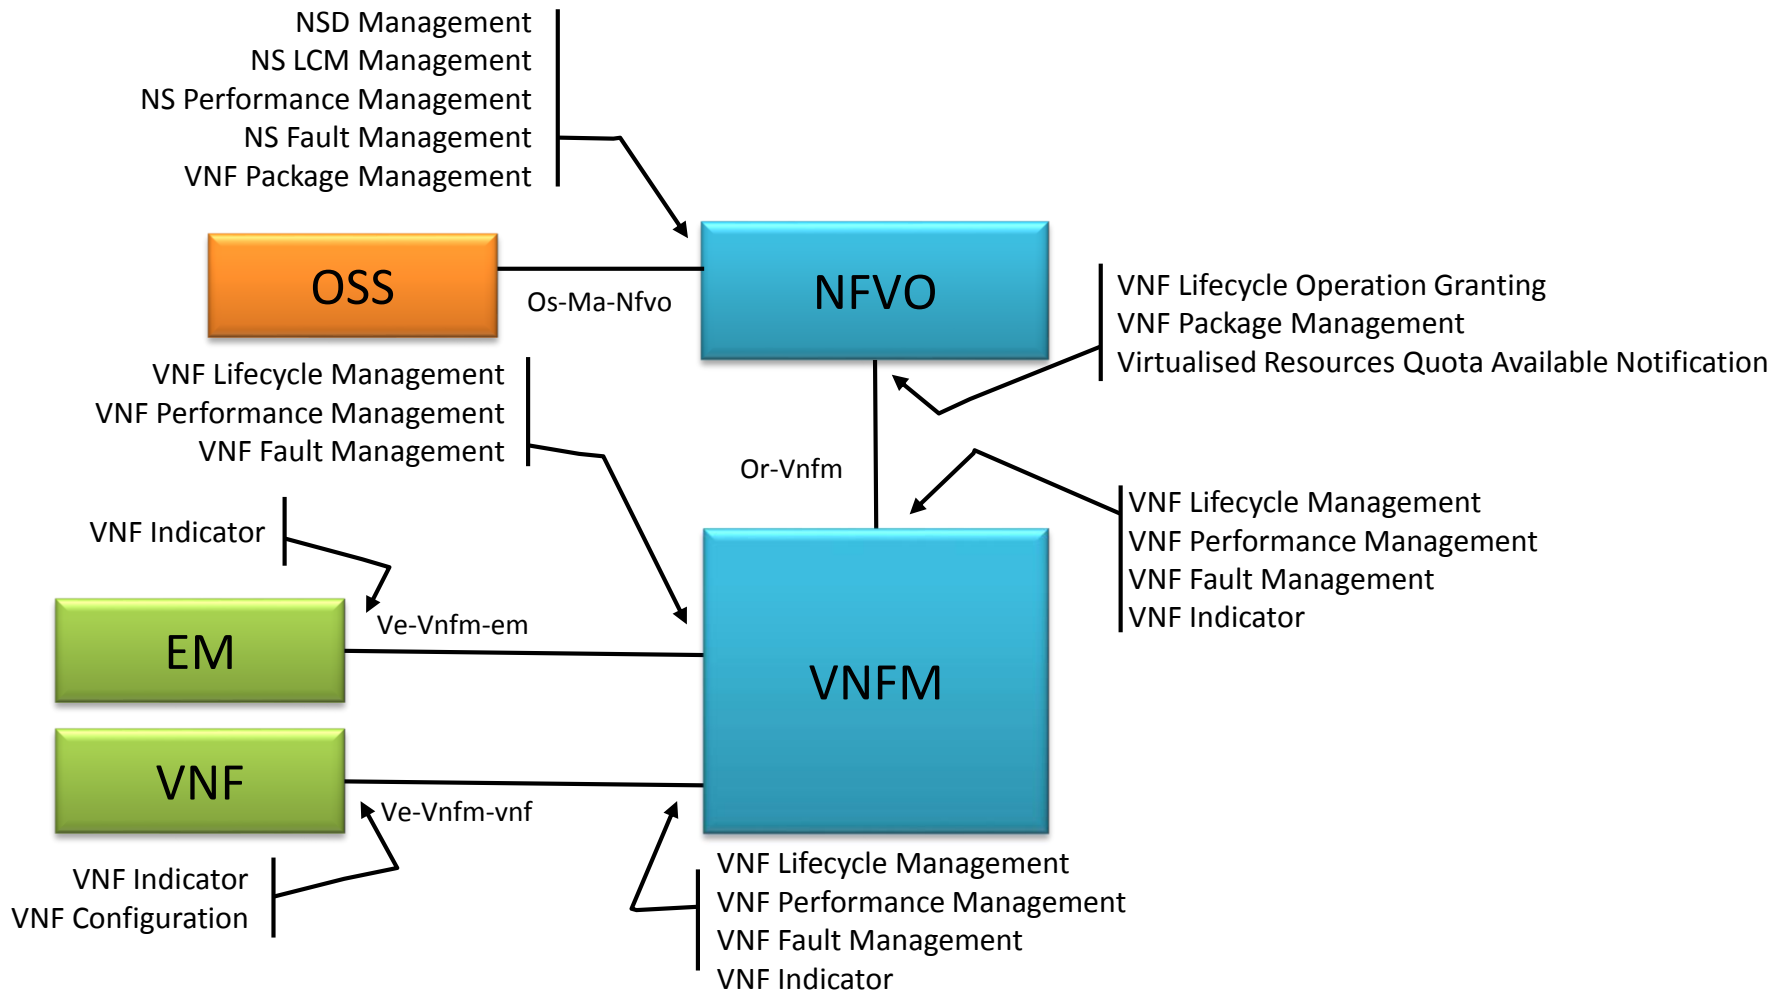 NSD Management
NS LCM Management
NS Performance Management
NS Fault Management
VNF Package Management
OSS
Os-Ma-Nfvo
NFVO
VNF Lifecycle Operation Granting
VNF Package Management
Virtualised Resources Quota Available Notification
VNF Lifecycle Management
VNF Performance Management
VNF Fault Management
Or-Vnfm
VNF Lifecycle Management
VNF Performance Management
VNF Fault Management
VNF Indicator
VNF Indicator
Ve-Vnfm-em
EM
VNFM
VNF
Ve-Vnfm-vnf
VNF Indicator
VNF Configuration
VNF Lifecycle Management
VNF Performance Management
VNF Fault Management
VNF Indicator